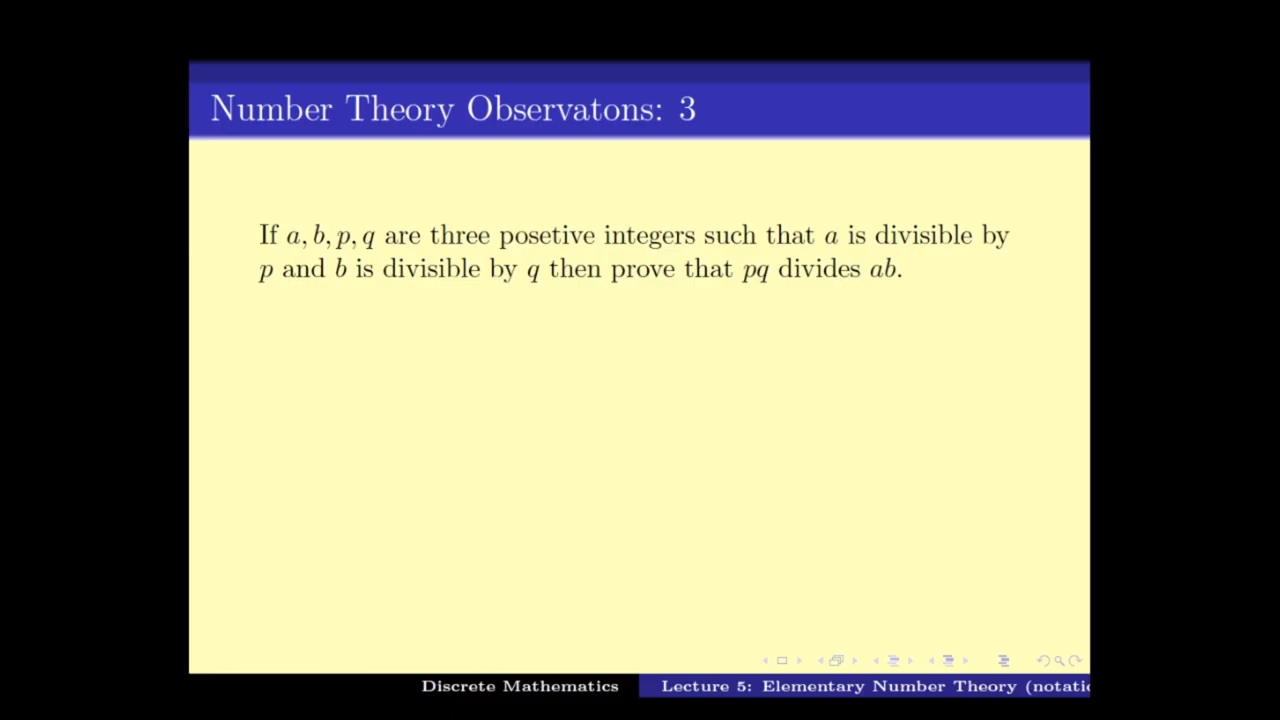 Number Theory Observatons: 3
If a, b, p, q are three posetive integers such that a is divisible by
p and b is divisible by q then prove that pq divides ab.
Discrete Mathematics
Lecture 5: Elementary Number Theory (notatic